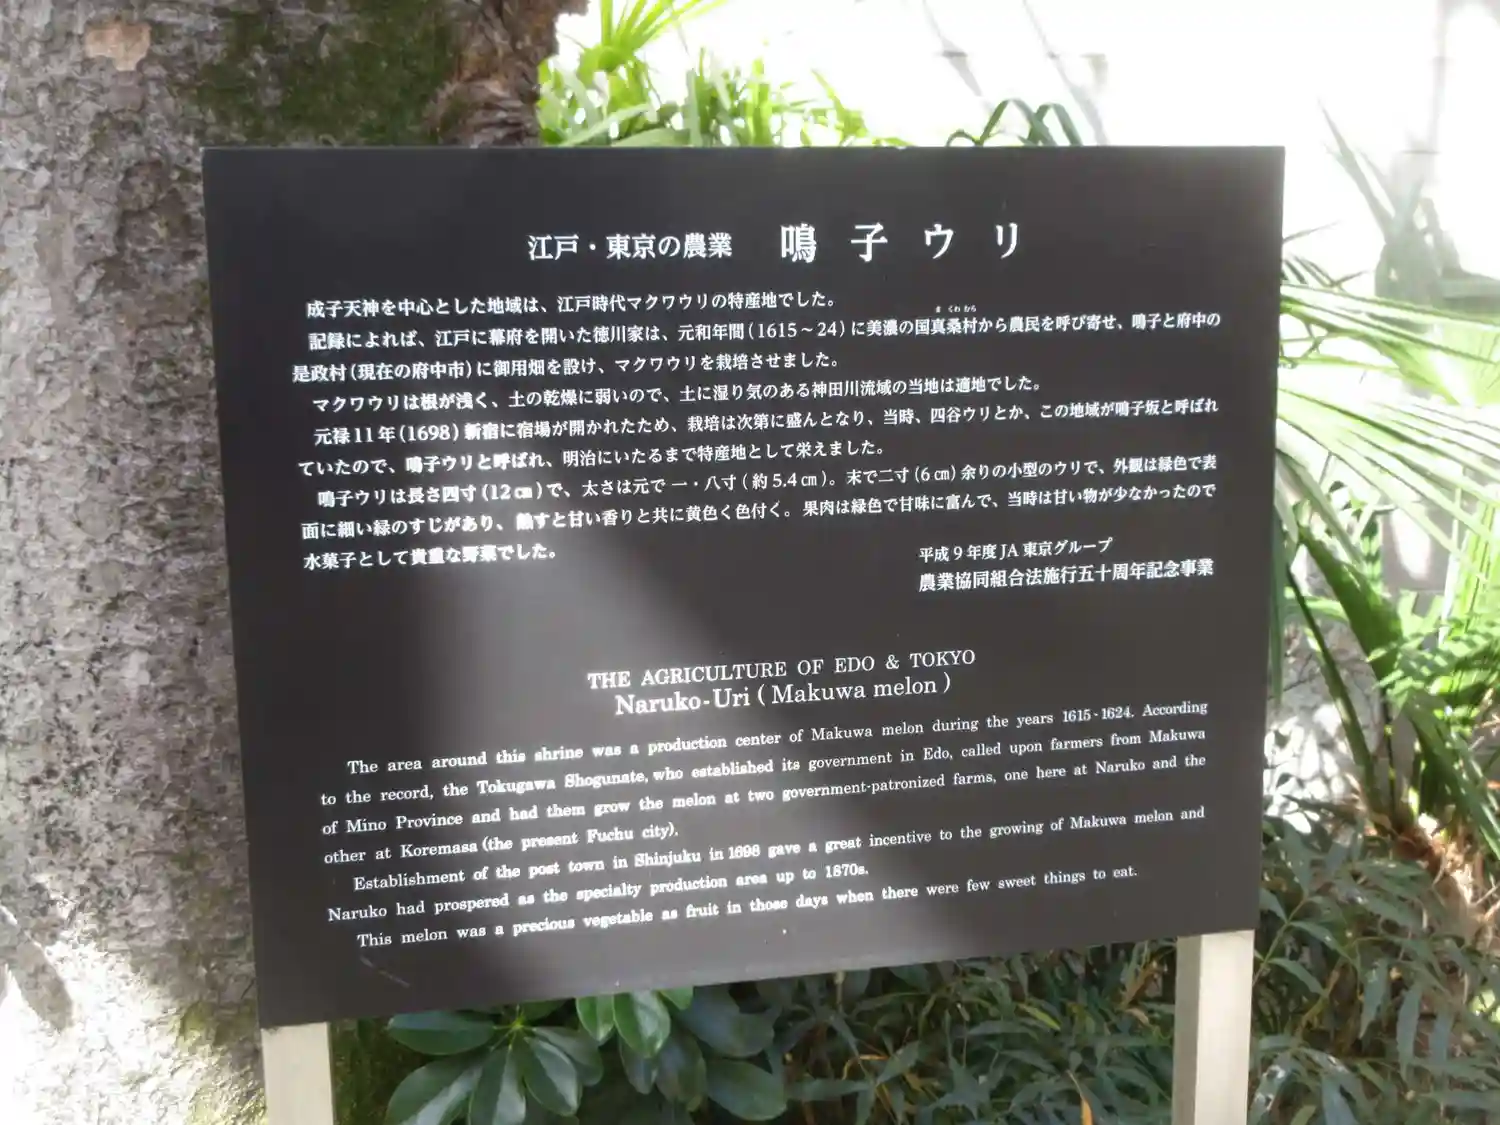 江戸・東京の農業 鳴子ウリ
成子天神を中心とした地域は、江戸時代マクワウリの特産地でした。
記録によれば、江戸に幕府を開いた徳川家は、元和年間(1615～24)に美濃の国真桑村から農民を呼び寄せ、鳴子と府中の
ま くわ むら
是政村(現在の府中市)に御用畑を設け、マクワウリを栽培させました。
マクワウリは根が浅く、土の乾燥に弱いので、土に湿り気のある神田川流域の当地は適地でした。
元禄11年(1698)新宿に宿場が開かれたため、栽培は次第に盛んとなり、当時、四谷ウリとか、この地域が鳴子坂と呼ばれ
ていたので、鳴子ウリと呼ばれ、明治にいたるまで特産地として栄えました。
鳴子ウリは長さ四寸(12㎝)で、太さは元で一・八寸(約5.4㎝)。末で二寸(6㎝)余りの小型のウリで、外観は緑色で表
面に細い緑のすじがあり、熟すと甘い香りと共に黄色く色付く。果肉は緑色で甘味に富んで、当時は甘い物が少なかったので
水菓子として貴重な野菜でした。
平成9年度JA東京グループ
農業協同組合法施行五十周年記念事業
THE AGRICULTURE OF EDO & TOKYO
Naruko-Uri (Makuwa melon)
The area around this shrine was a production center of Makuwa melon during the years 1615-1624. According
to the record, the Tokugawa Shogunate, who established its government in Edo, called upon farmers from Makuwa
of Mino Province and had them grow the melon at two government-patronized farms, one here at Naruko and the
other at Koremasa (the present Fuchu city).
Establishment of the post town in Shinjuku in 1698 gave a great incentive to the growing of Makuwa melon and
Naruko had prospered as the specialty production area up to 1870s.
This melon was a precious vegetable as fruit in those days when there were few sweet things to eat.